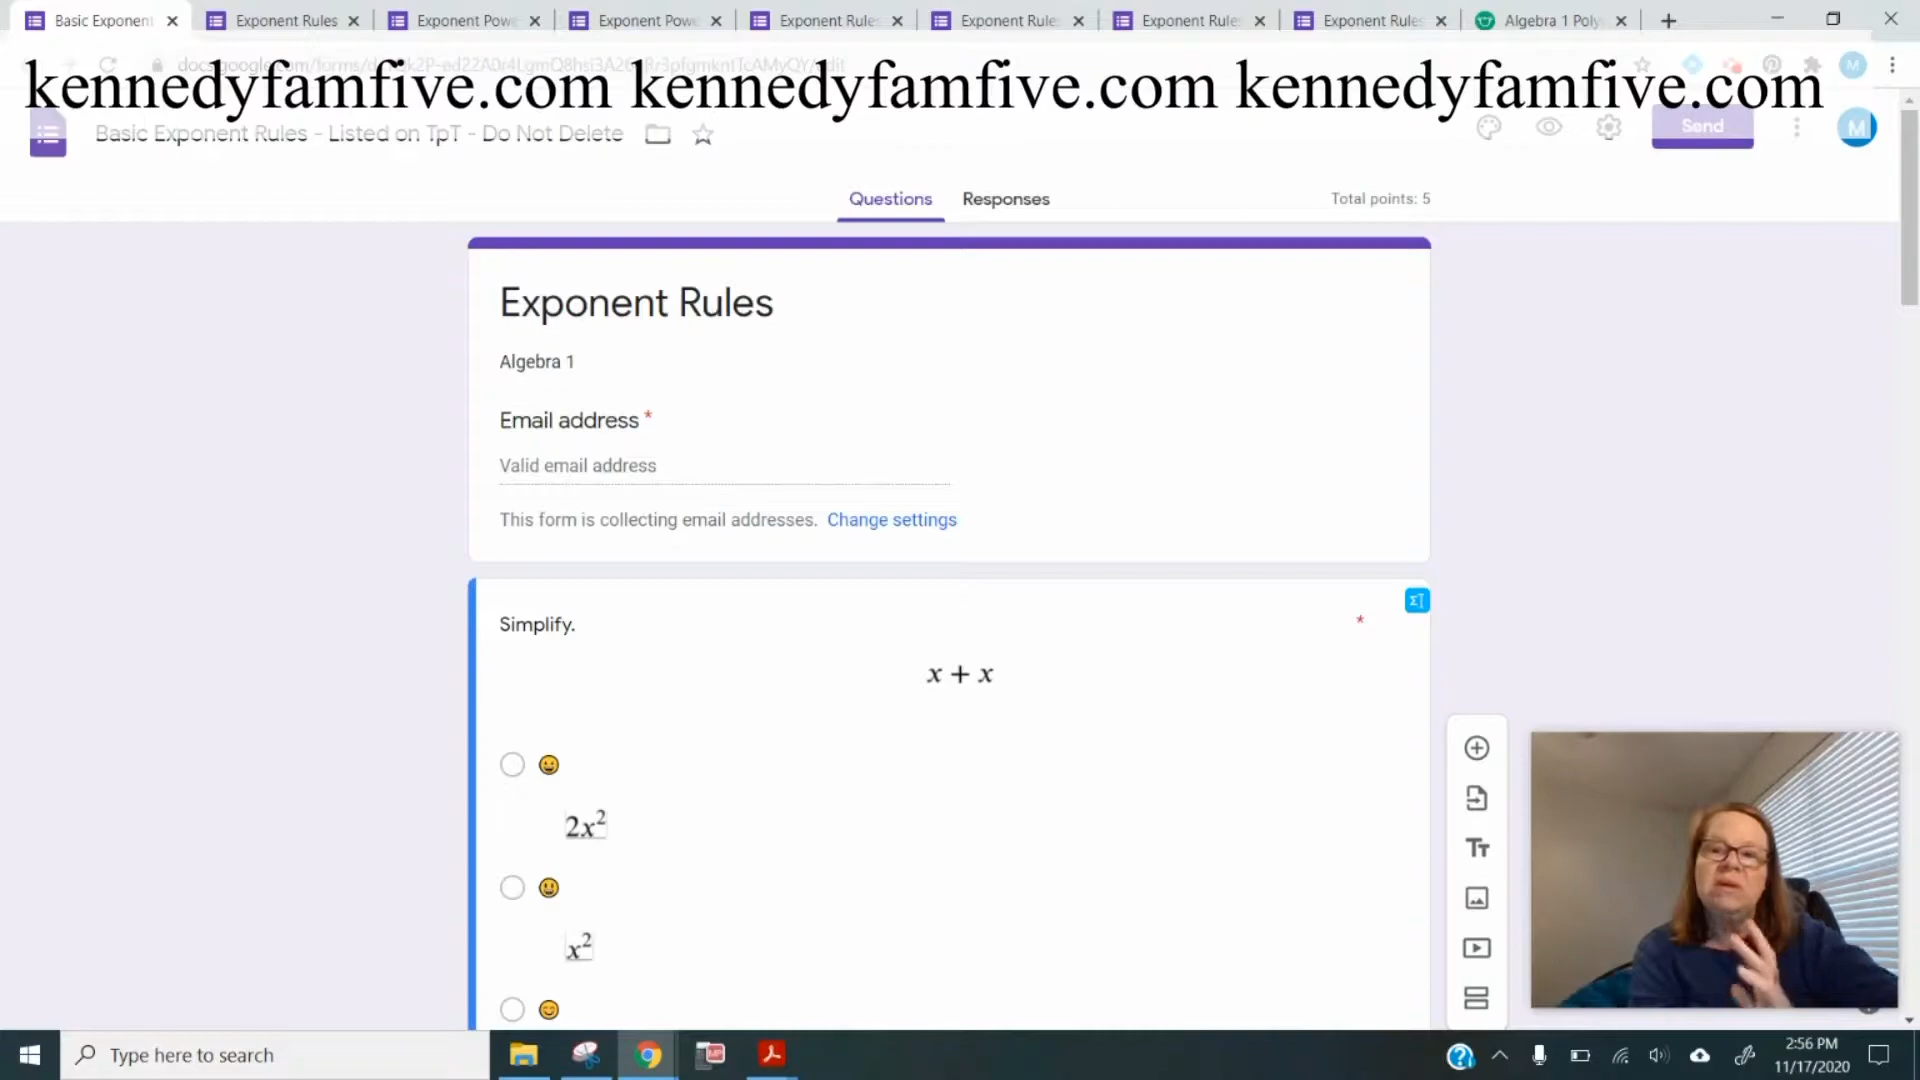 Basic Exponen
Exponent Rules
Exponent Pow
Exponent Pow
Exponent Rule
Exponent Rule
Exponent Rule
Exponent Rules
Algebra 1 Poly
kennedyfamfive.com kennedyfamfive.com kennedyfamfive.com
Basic Exponent Rules - Listed on TpT - Do Not Delete
Send
M
Questions
Responses
Total points: 5
Exponent Rules
Algebra 1
Email address *
Valid email address
This form is collecting email addresses. Change settings
Simplify. *
x + x
2x²
x²
Type here to search
2:56 PM
11/17/2020